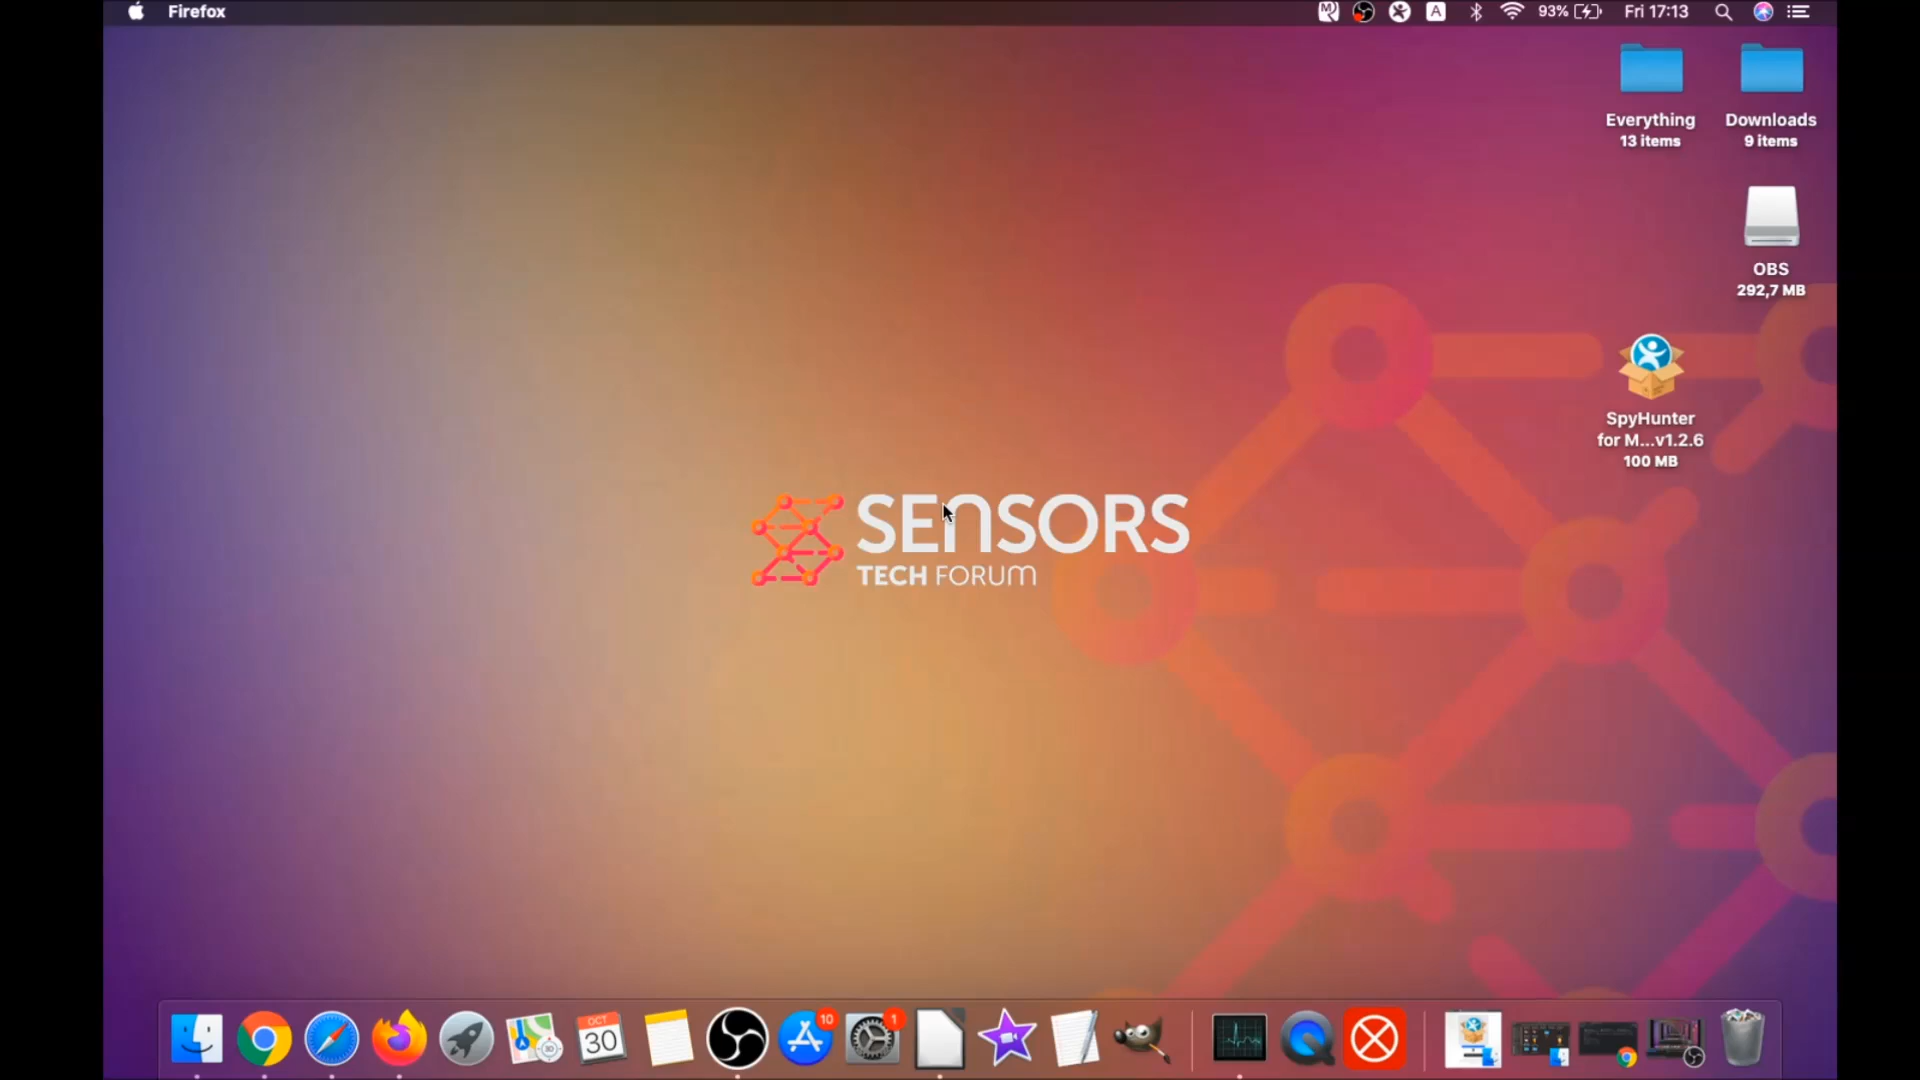 Firefox
A
93%
Fri 17:13
Everything
13 items
Downloads
9 items
OBS
292,7 MB
SpyHunter
for M...v1.2.6
100 MB
SENSORS
TECH FORUM
OCT
30
10
1